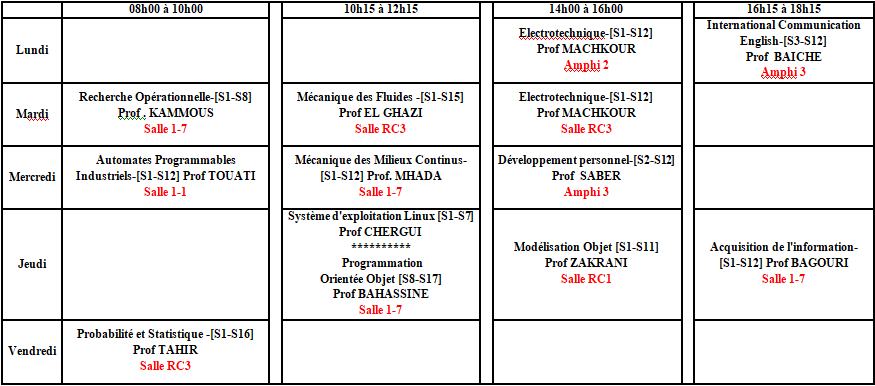 08h00 à 10h00
10h15 à 12h15
14h00 à 16h00
16h15 à 18h15
Lundi
Electrotechnique-[S1-S12]
Prof MACHKOUR
Amphi 2
International Communication
English-[S3-S12]
Prof BAICHE
Amphi 3
Mardi
Recherche Opérationnelle-[S1-S8]
Prof . KAMMOUS
Salle 1-7
Mécanique des Fluides -[S1-S15]
Prof EL GHAZI
Salle RC3
Electrotechnique-[S1-S12]
Prof MACHKOUR
Salle RC3
Mercredi
Automates Programmables
Industriels-[S1-S12] Prof TOUATI
Salle 1-1
Mécanique des Milieux Continus-
[S1-S12] Prof. MHADA
Salle 1-7
Développement personnel-[S2-S12]
Prof SABER
Amphi 3
Jeudi
Système d'exploitation Linux [S1-S7]
Prof CHERGUI
**********
Programmation
Orientée Objet [S8-S17]
Prof BAHASSINE
Salle 1-7
Modélisation Objet [S1-S11]
Prof ZAKRANI
Salle RC1
Acquisition de l'information-
[S1-S12] Prof BAGOURI
Salle 1-7
Vendredi
Probabilité et Statistique -[S1-S16]
Prof TAHIR
Salle RC3